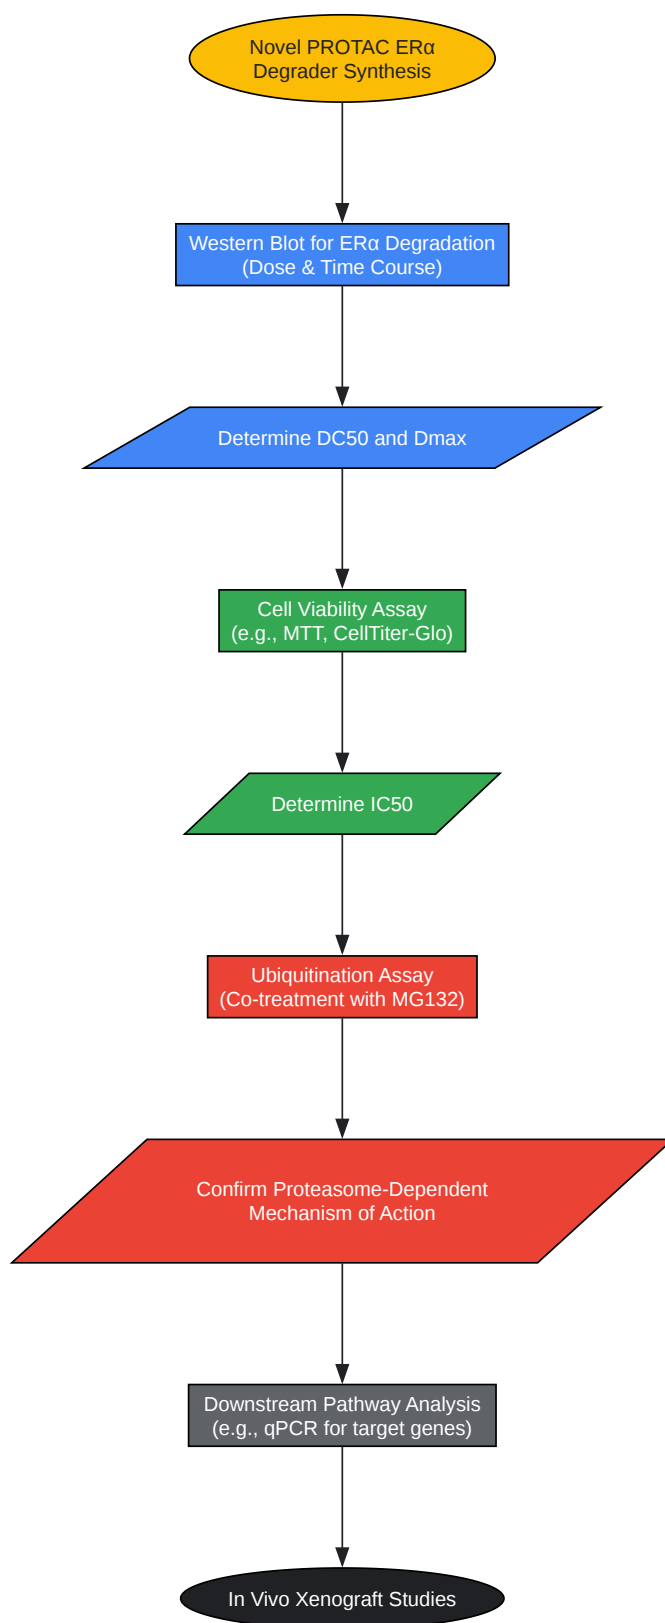 Novel PROTAC ERα
Degrader Synthesis
Western Blot for ERα Degradation
(Dose & Time Course)
Determine DC50 and Dmax
Cell Viability Assay
(e.g., MTT, CellTiter-Glo)
Determine IC50
Ubiquitination Assay
(Co-treatment with MG132)
Confirm Proteasome-Dependent
Mechanism of Action
Downstream Pathway Analysis
(e.g., qPCR for target genes)
In Vivo Xenograft Studies